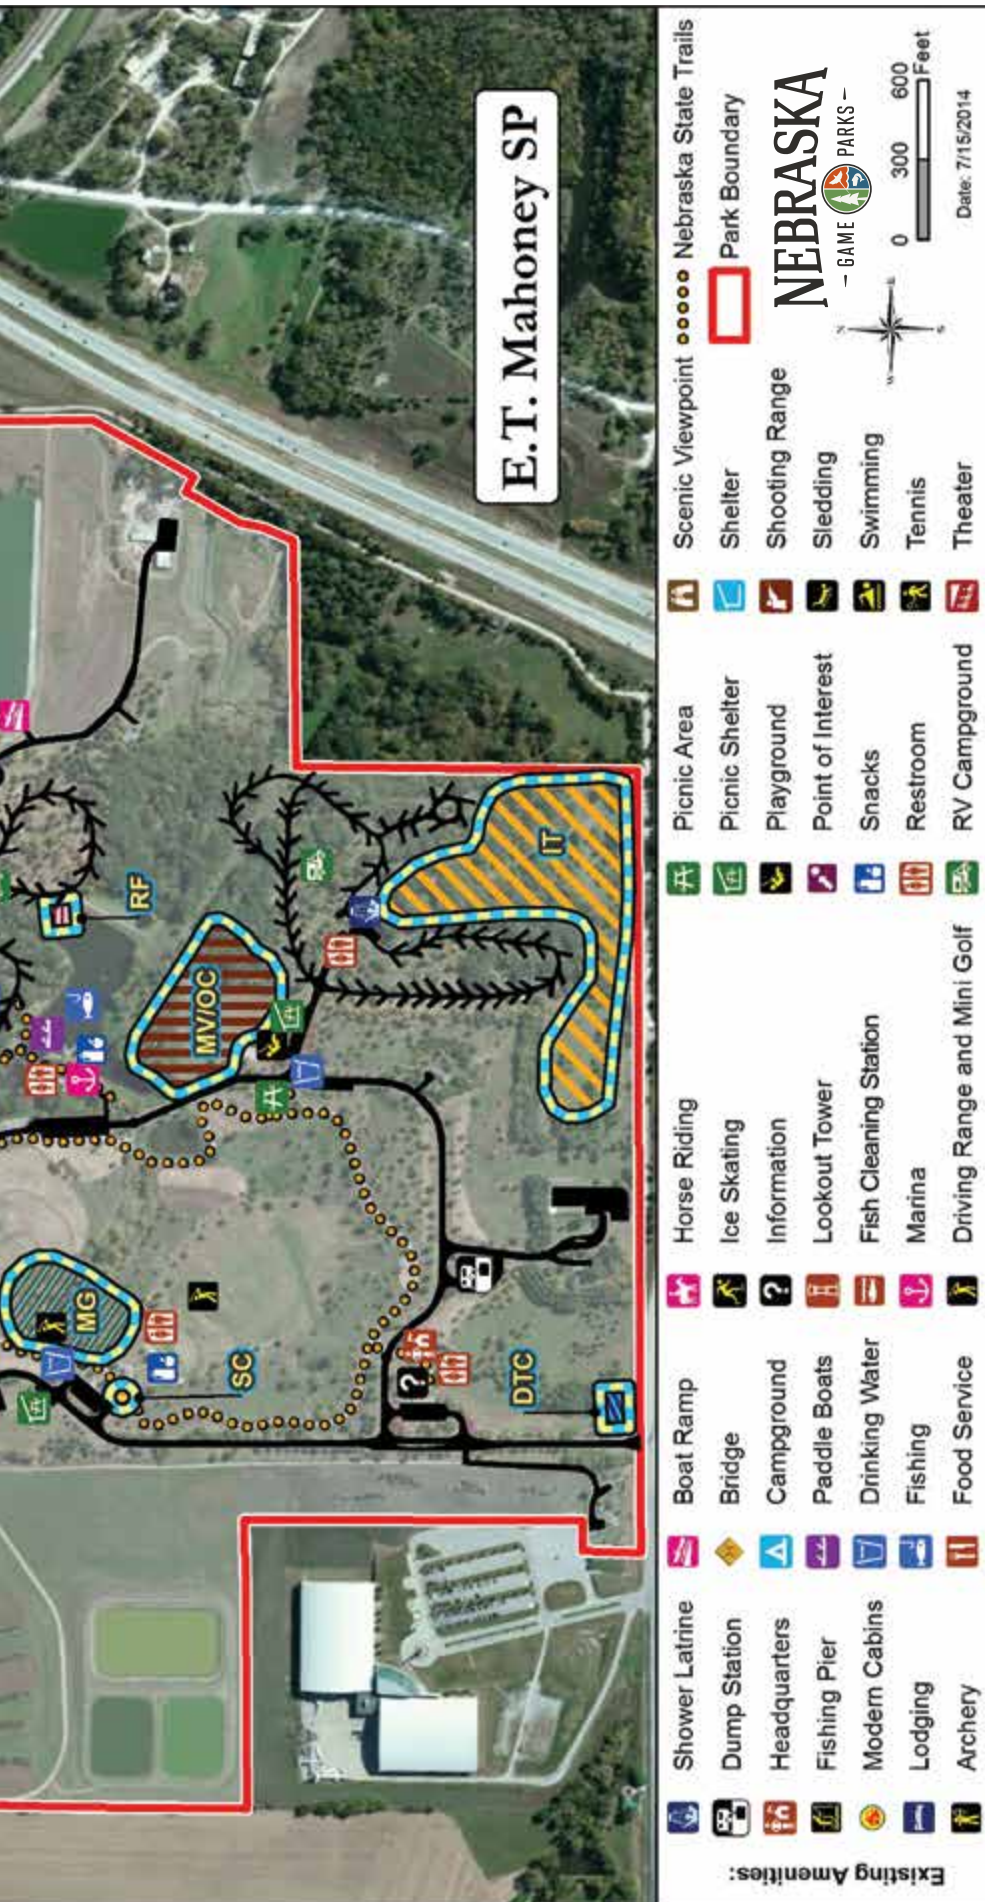 E.T. Mahoney SP
RF
MV/OC
IT
MG
SC
DTC
?
Existing Amenities:
Shower Latrine
Dump Station
Headquarters
Fishing Pier
Modern Cabins
Lodging
Archery
Boat Ramp
Bridge
Campground
Paddle Boats
Drinking Water
Fishing
Food Service
Horse Riding
Ice Skating
? Information
Lookout Tower
Fish Cleaning Station
Marina
Driving Range and Mini Golf
Picnic Area
Picnic Shelter
Playground
Point of Interest
Snacks
Restroom
RV Campground
Scenic Viewpoint
Shelter
Shooting Range
Sledding
Swimming
Tennis
Theater
Nebraska State Trails
Park Boundary
NEBRASKA
– GAME PARKS –
N
W E
S
0 300 600
Feet
Date: 7/15/2014